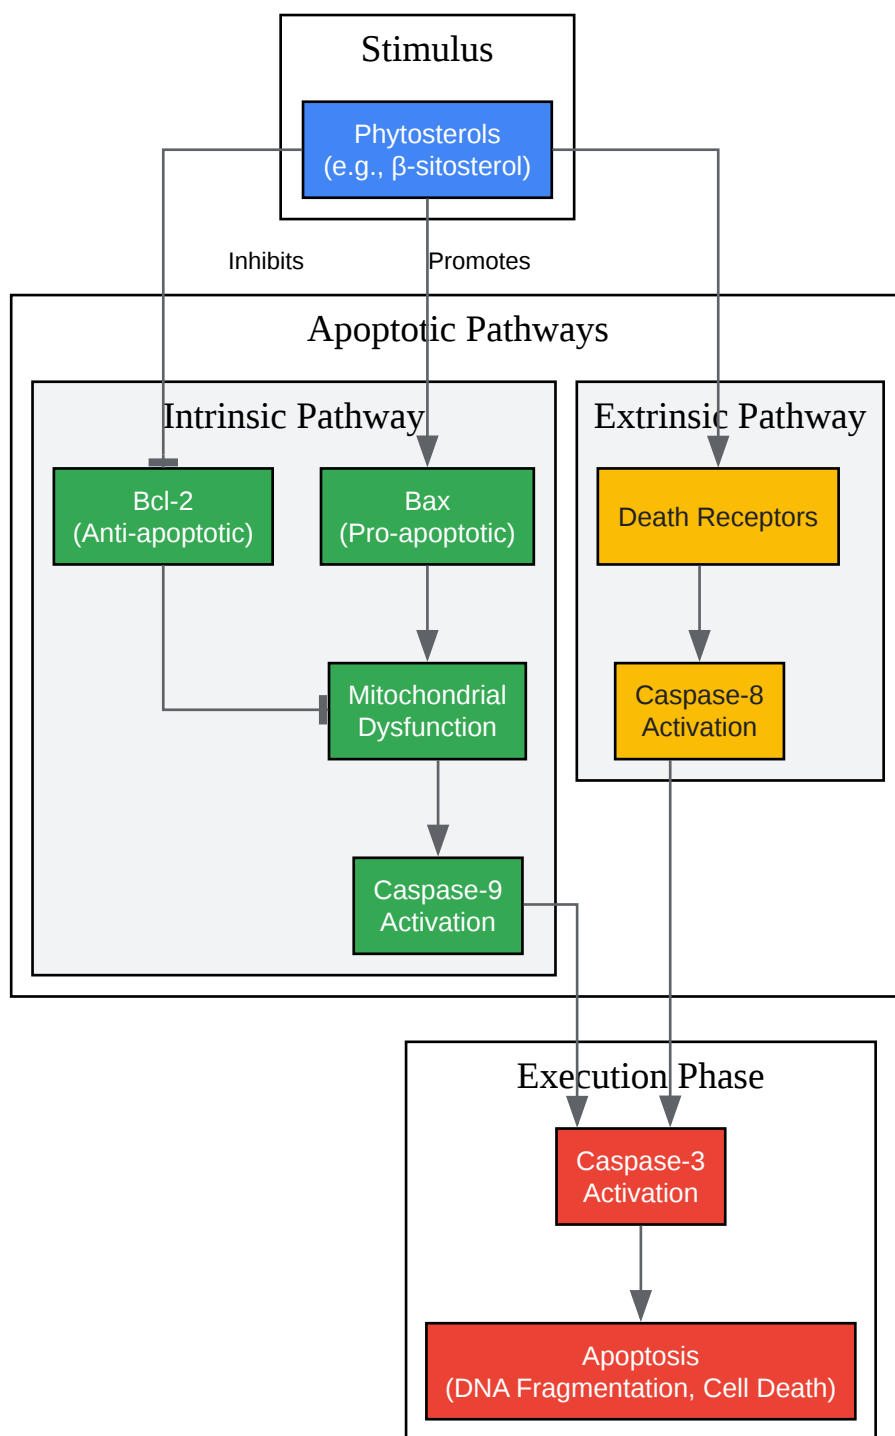 Stimulus
Phytosterols
(e.g., β-sitosterol)
Inhibits
Promotes
Apoptotic Pathways
Intrinsic Pathway
Extrinsic Pathway
Bcl-2
(Anti-apoptotic)
Bax
(Pro-apoptotic)
Death Receptors
Mitochondrial
Dysfunction
Caspase-8
Activation
Caspase-9
Activation
Execution Phase
Caspase-3
Activation
Apoptosis
(DNA Fragmentation, Cell Death)